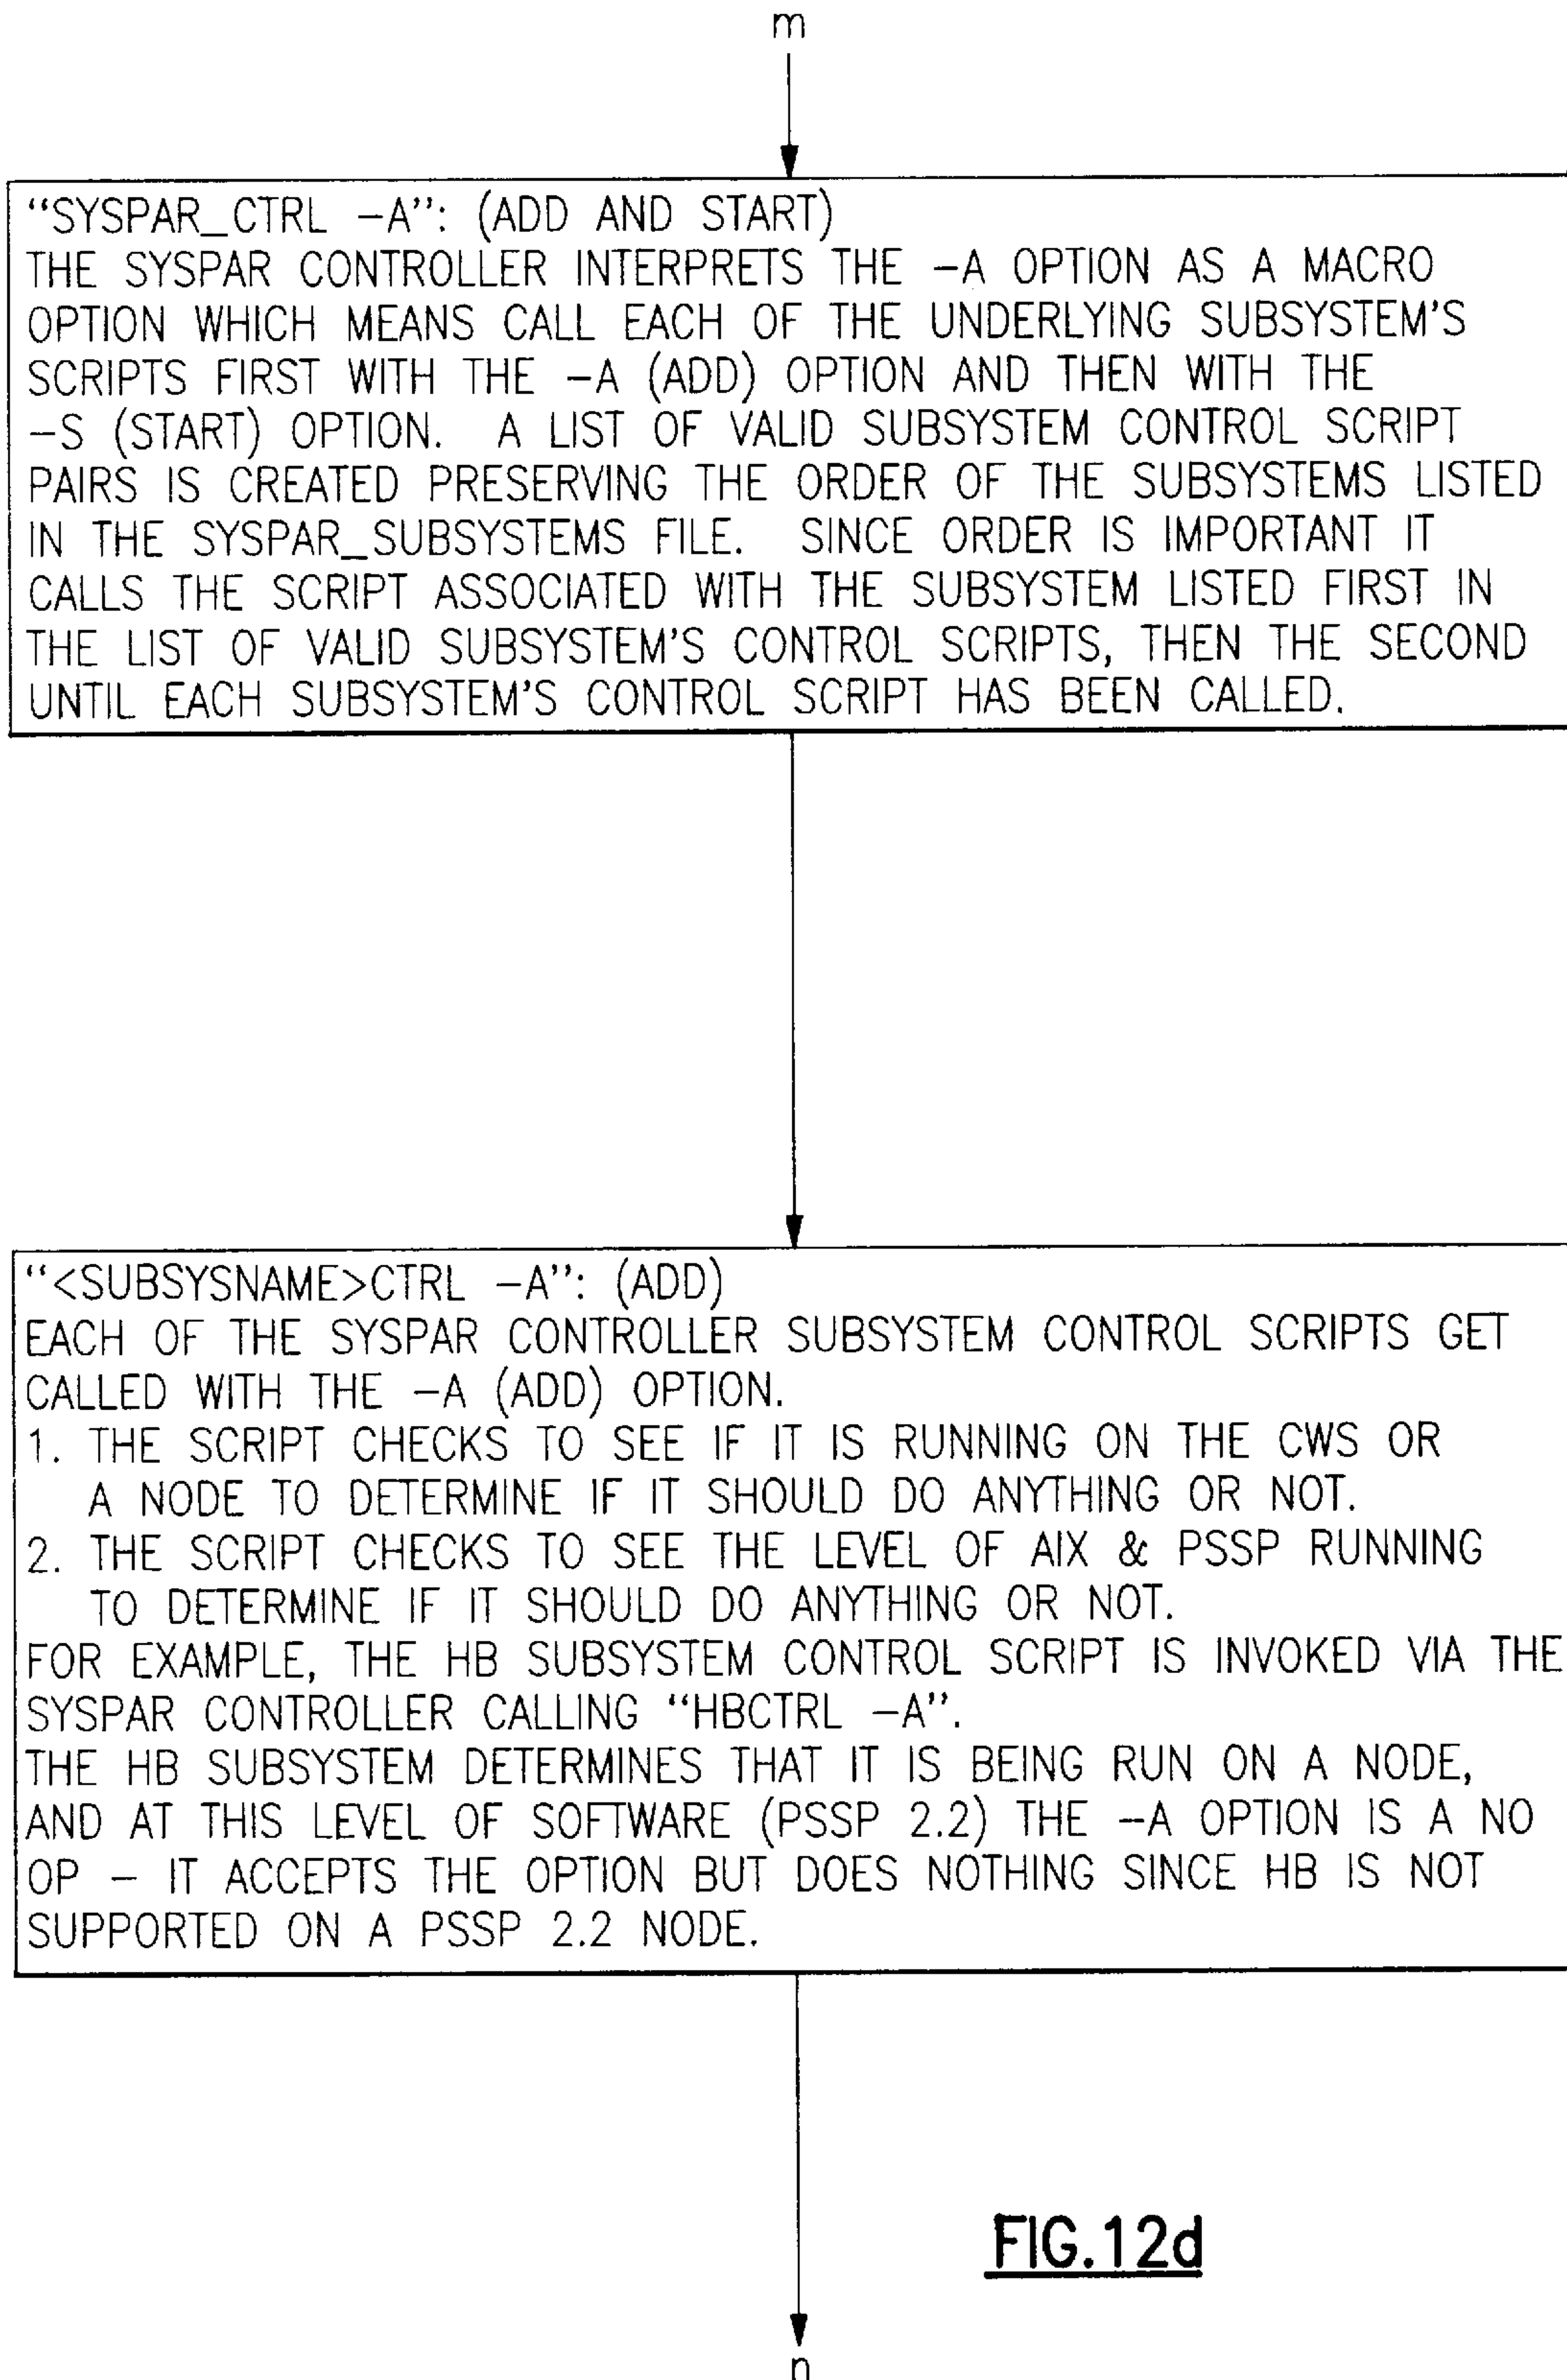 m
“SYSPAR_CTRL –A”: (ADD AND START)
THE SYSPAR CONTROLLER INTERPRETS THE –A OPTION AS A MACRO
OPTION WHICH MEANS CALL EACH OF THE UNDERLYING SUBSYSTEM'S
SCRIPTS FIRST WITH THE –A (ADD) OPTION AND THEN WITH THE
–S (START) OPTION. A LIST OF VALID SUBSYSTEM CONTROL SCRIPT
PAIRS IS CREATED PRESERVING THE ORDER OF THE SUBSYSTEMS LISTED
IN THE SYSPAR_SUBSYSTEMS FILE. SINCE ORDER IS IMPORTANT IT
CALLS THE SCRIPT ASSOCIATED WITH THE SUBSYSTEM LISTED FIRST IN
THE LIST OF VALID SUBSYSTEM'S CONTROL SCRIPTS, THEN THE SECOND
UNTIL EACH SUBSYSTEM'S CONTROL SCRIPT HAS BEEN CALLED.
“<SUBSYSNAME>CTRL –A”: (ADD)
EACH OF THE SYSPAR CONTROLLER SUBSYSTEM CONTROL SCRIPTS GET
CALLED WITH THE –A (ADD) OPTION.
1. THE SCRIPT CHECKS TO SEE IF IT IS RUNNING ON THE CWS OR
A NODE TO DETERMINE IF IT SHOULD DO ANYTHING OR NOT.
2. THE SCRIPT CHECKS TO SEE THE LEVEL OF AIX & PSSP RUNNING
TO DETERMINE IF IT SHOULD DO ANYTHING OR NOT.
FOR EXAMPLE, THE HB SUBSYSTEM CONTROL SCRIPT IS INVOKED VIA THE
SYSPAR CONTROLLER CALLING “HBCTRL –A”.
THE HB SUBSYSTEM DETERMINES THAT IT IS BEING RUN ON A NODE,
AND AT THIS LEVEL OF SOFTWARE (PSSP 2.2) THE –A OPTION IS A NO
OP – IT ACCEPTS THE OPTION BUT DOES NOTHING SINCE HB IS NOT
SUPPORTED ON A PSSP 2.2 NODE.
FIG.12d
n